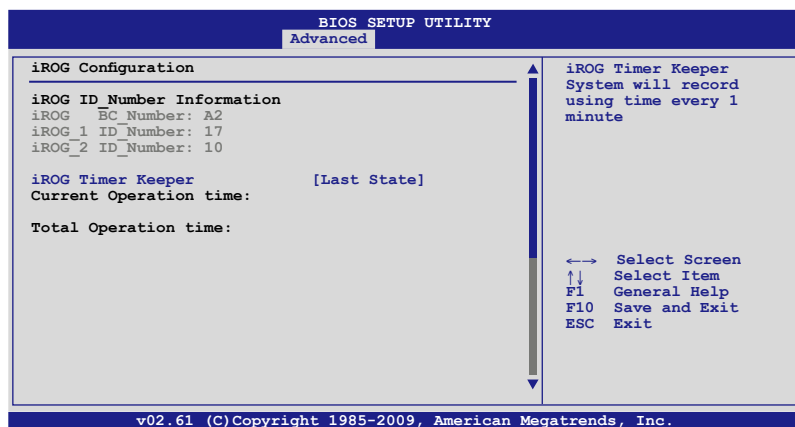 BIOS SETUP UTILITY
Advanced
iROG Configuration
iROG ID_Number Information
iROG BC_Number: A2
iROG_1 ID_Number: 17
iROG_2 ID_Number: 10
iROG Timer Keeper [Last State]
Current Operation time:
Total Operation time:
iROG Timer Keeper
System will record
using time every 1
minute
←→ Select Screen
↑↓ Select Item
F1 General Help
F10 Save and Exit
ESC Exit
v02.61 (C)Copyright 1985-2009, American Megatrends, Inc.